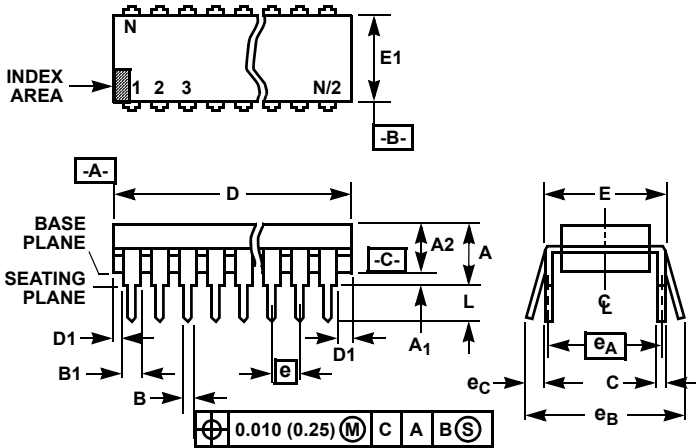 N
E1
INDEX
AREA
1 2 3 N/2
-B-
-A-
D
E
BASE
PLANE
A2
A
-C-
SEATING
PLANE
L
C
L
D1
B1
A1
D1
e
eA
B
eC
C
eB
0.010 (0.25) M C A B S